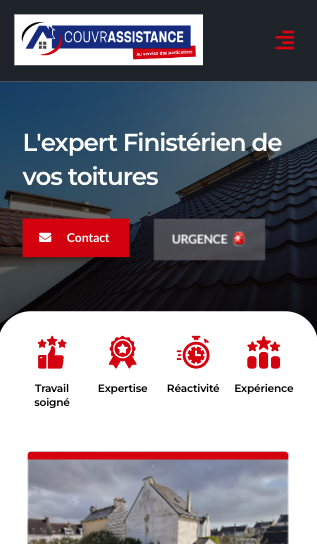 COUVRASSISTANCE
Au service des particuliers
L'expert Finistérien de
vos toitures
Contact
URGENCE
Travail
soigné
Expertise
Réactivité
Expérience